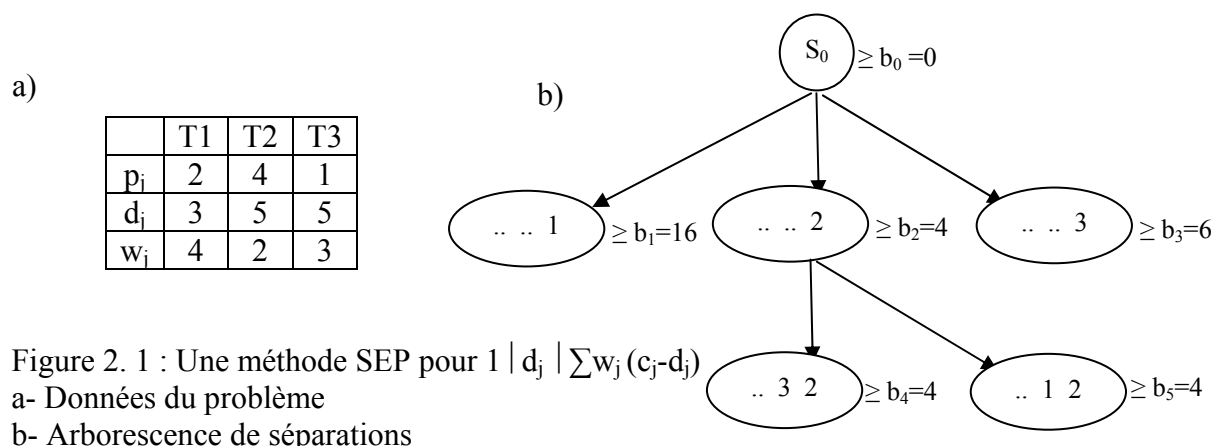 a)
T1 T2 T3
pj 2 4 1
dj 3 5 5
wj 4 2 3
b)
S0 ≥ b0 =0
.. .. 1 ≥ b1=16
.. .. 2 ≥ b2=4
.. .. 3 ≥ b3=6
.. 3 2 ≥ b4=4
.. 1 2 ≥ b5=4
Figure 2. 1 : Une méthode SEP pour 1 | dj | ∑wj (cj-dj)
a- Données du problème
b- Arborescence de séparations